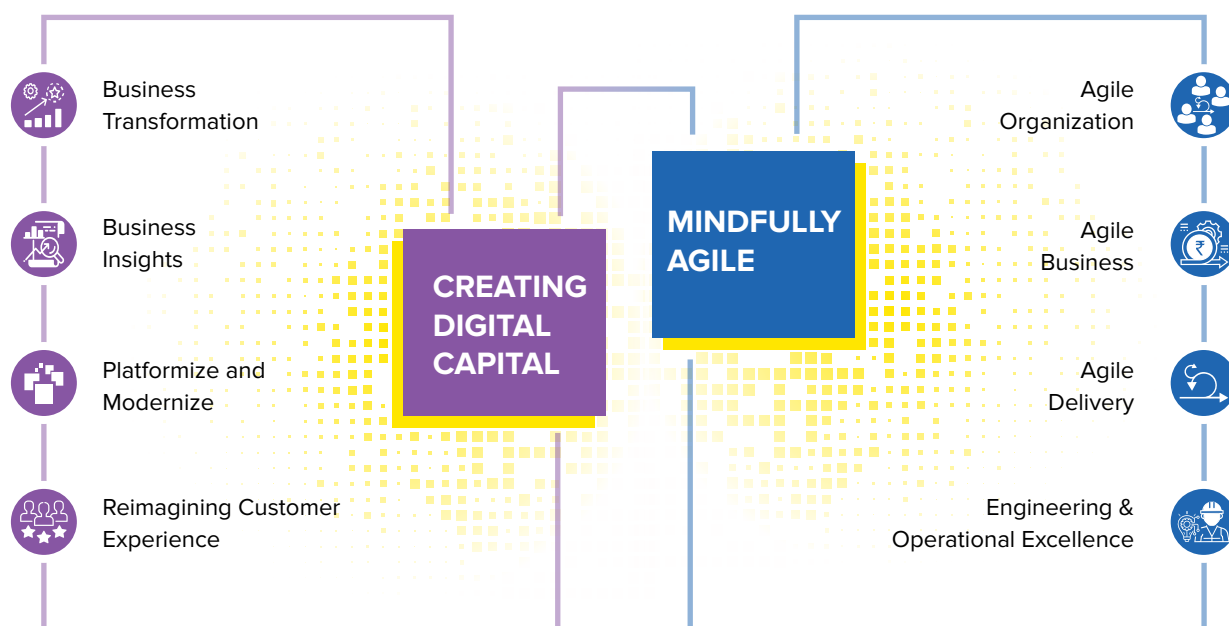 Business
Transformation
Business
Insights
Platformize and
Modernize
Reimagining Customer
Experience
CREATING
DIGITAL
CAPITAL
MINDFULLY
AGILE
Agile
Organization
Agile
Business
₹
Agile
Delivery
Engineering &
Operational Excellence